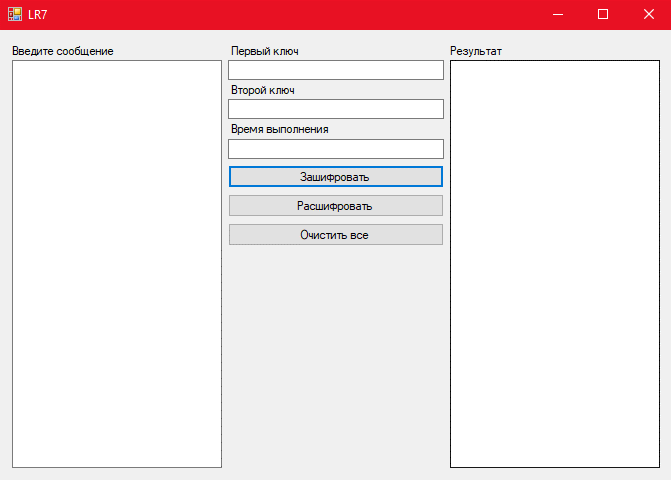 LR7
Введите сообщение
Первый ключ
Второй ключ
Время выполнения
Зашифровать
Расшифровать
Очистить все
Результат